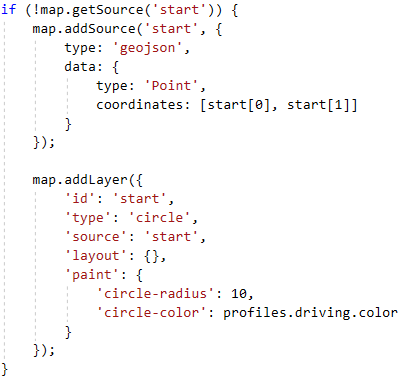 if (!map.getSource('start')) {
    map.addSource('start', {
        type: 'geojson',
        data: {
            type: 'Point',
            coordinates: [start[0], start[1]]
        }
    });

    map.addLayer({
        'id': 'start',
        'type': 'circle',
        'source': 'start',
        'layout': {},
        'paint': {
            'circle-radius': 10,
            'circle-color': profiles.driving.color
        }
    });
}